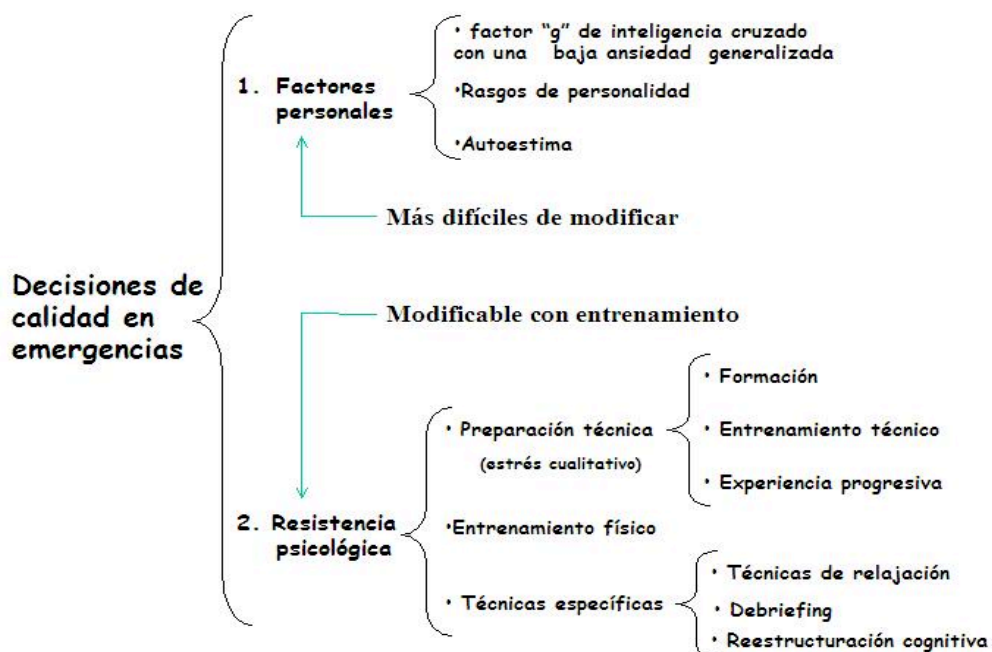 • factor “g” de inteligencia cruzado
con una baja ansiedad generalizada
1. Factores
personales
•Rasgos de personalidad
•Autoestima
Más difíciles de modificar
Decisiones de
calidad en
emergencias
Modificable con entrenamiento
• Preparación técnica
(estrés cualitativo)
• Formación
• Entrenamiento técnico
• Experiencia progresiva
2. Resistencia
psicológica
•Entrenamiento físico
• Técnicas específicas
• Técnicas de relajación
• Debriefing
• Reestructuración cognitiva